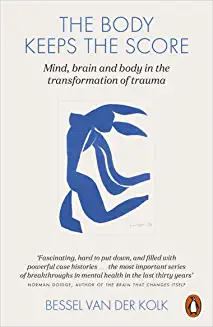 THE BODY
KEEPS THE SCORE
Mind, brain and body in the
transformation of trauma
'Fascinating, hard to put down, and filled with
powerful case histories . . . the most important series
of breakthroughs in mental health in the last thirty years'
NORMAN DOIDGE, AUTHOR OF THE BRAIN THAT CHANGES ITSELF
BESSEL VAN DER KOLK